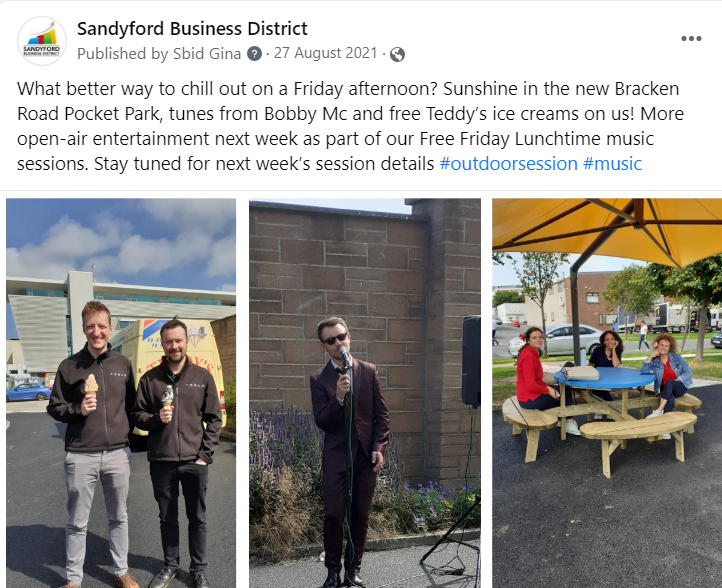 Sandyford Business District
Published by Sbid Gina · 27 August 2021 ·
What better way to chill out on a Friday afternoon? Sunshine in the new Bracken
Road Pocket Park, tunes from Bobby Mc and free Teddy's ice creams on us! More
open-air entertainment next week as part of our Free Friday Lunchtime music
sessions. Stay tuned for next week's session details #outdoorsession #music
SANDYFORD
BUSINESS DISTRICT
TESLA
TESLA